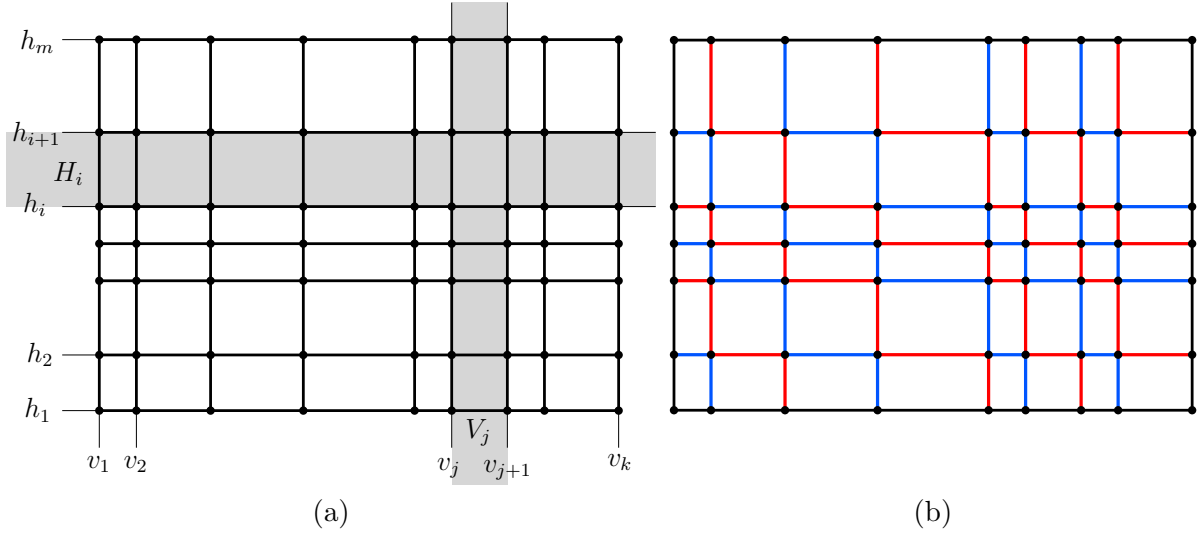 h_m
h_{i+1}
H_i
h_i
h_2
h_1
V_j
v_1 v_2 v_j v_{j+1} v_k
(a) (b)